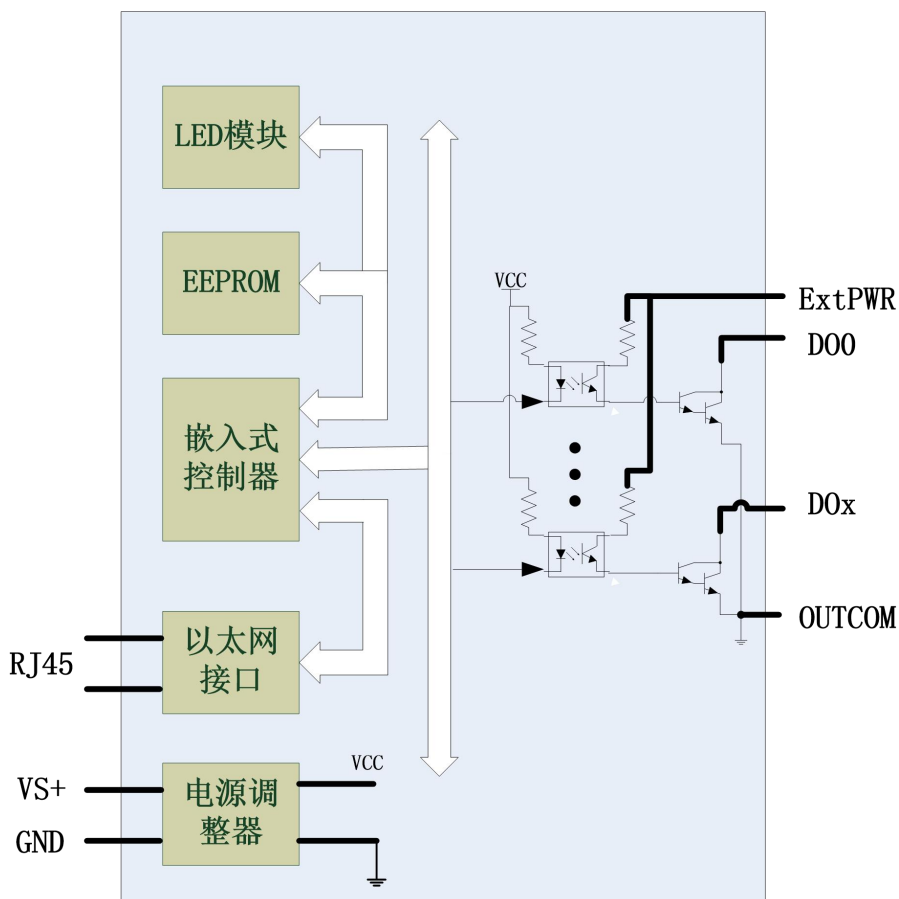 LED模块
EEPROM
嵌入式
控制器
以太网
接口
电源调
整器
RJ45
VS+
GND
VCC
VCC
ExtPWR
DO0
DOx
OUTCOM